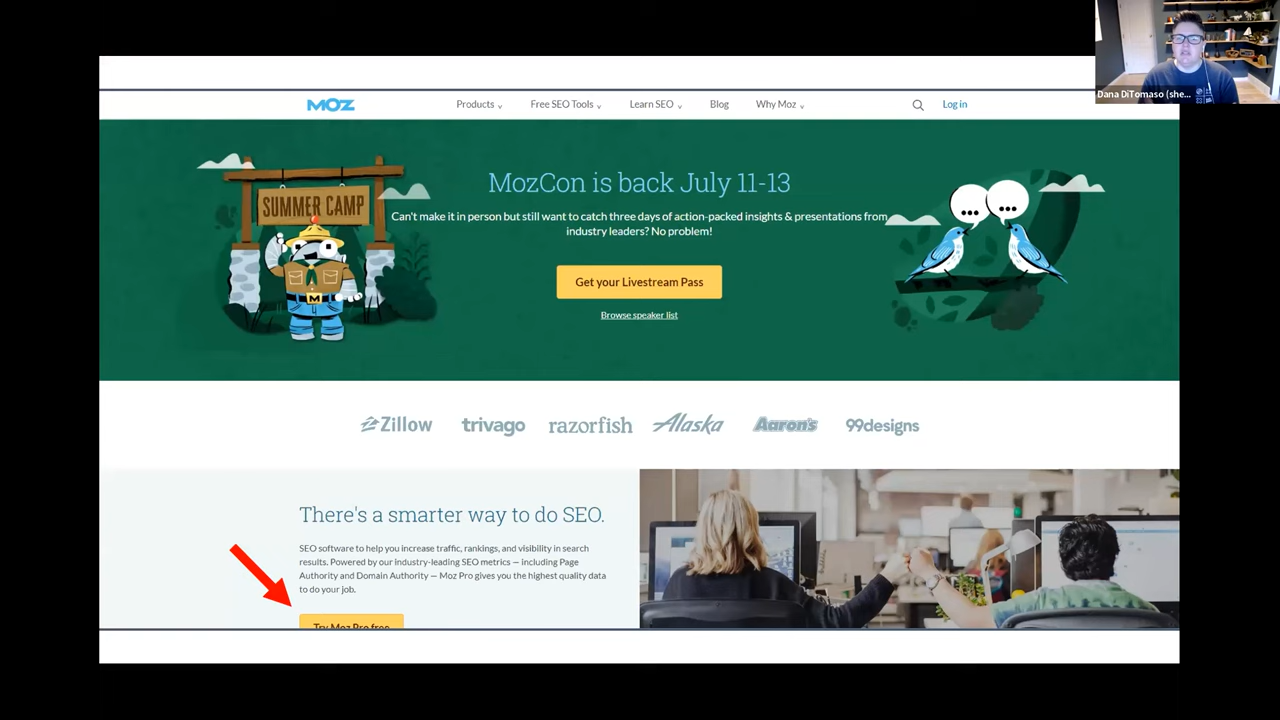 Dana DiTomaso (she...
MOZ
Products
Free SEO Tools
Learn SEO
Blog
Why Moz
Log in
MozCon is back July 11-13
SUMMER CAMP
Can't make it in person but still want to catch three days of action-packed insights & presentations from
industry leaders? No problem!
M
Get your Livestream Pass
Browse speaker list
Zillow
trivago
razorfish
Alaska
Aaron's
99designs
There's a smarter way to do SEO.
SEO software to help you increase traffic, rankings, and visibility in search
results. Powered by our industry-leading SEO metrics — including Page
Authority and Domain Authority — Moz Pro gives you the highest quality data
to do your job.
Try Moz Pro free